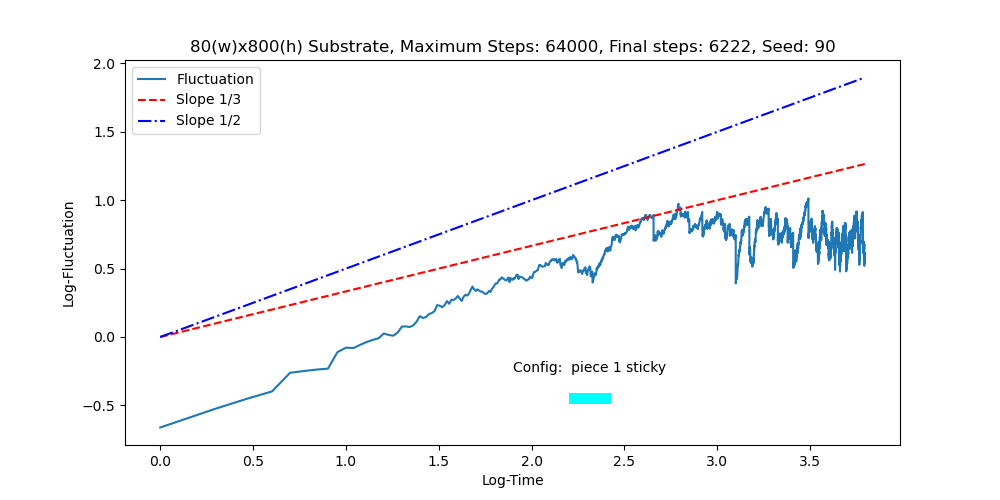 80(w)x800(h) Substrate, Maximum Steps: 64000, Final steps: 6222, Seed: 90
Fluctuation
Slope 1/3
Slope 1/2
2.0
1.5
1.0
0.5
0.0
−0.5
Log-Fluctuation
Config:  piece 1 sticky
0.0 0.5 1.0 1.5 2.0 2.5 3.0 3.5
Log-Time